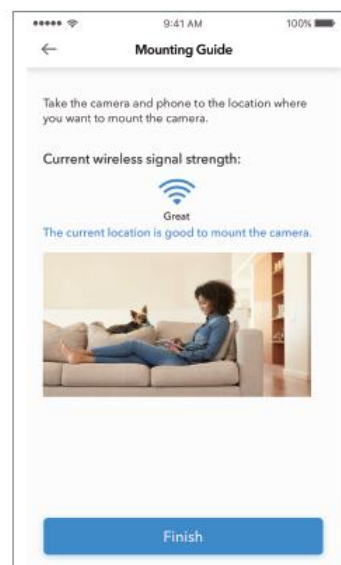 9:41 AM
100%
Mounting Guide
Take the camera and phone to the location where
you want to mount the camera.
Current wireless signal strength:
Great
The current location is good to mount the camera.
Finish